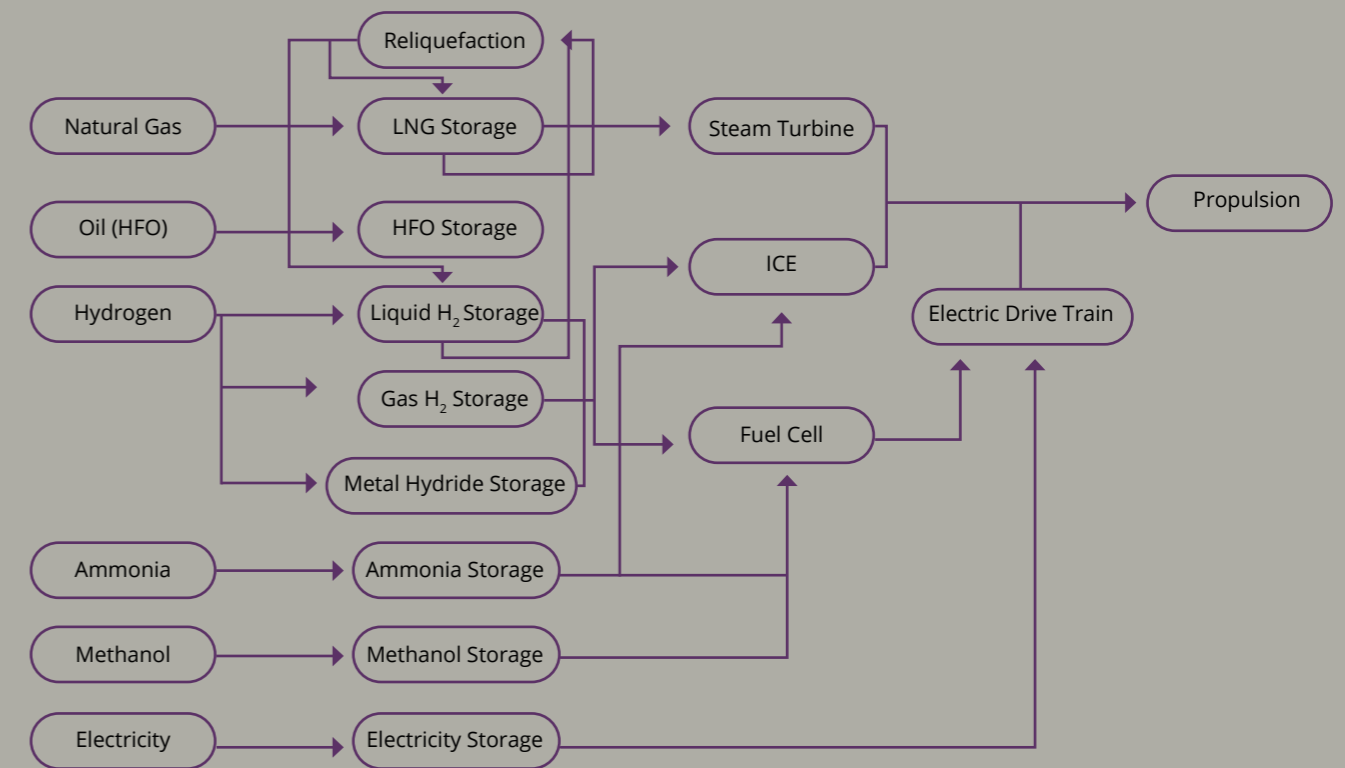 Reliquefaction
Natural Gas
LNG Storage
Steam Turbine
Propulsion
Oil (HFO)
HFO Storage
ICE
Hydrogen
Liquid H₂ Storage
Electric Drive Train
Gas H₂ Storage
Fuel Cell
Metal Hydride Storage
Ammonia
Ammonia Storage
Methanol
Methanol Storage
Electricity
Electricity Storage